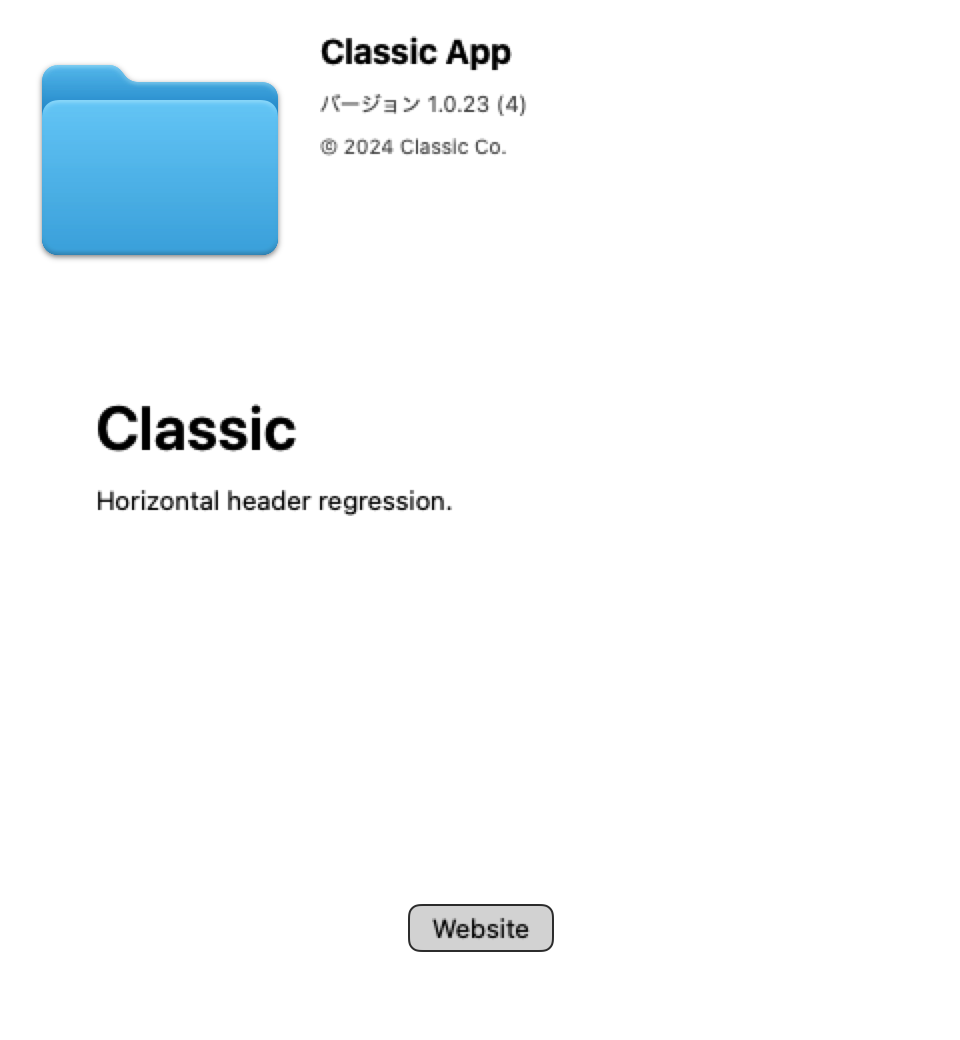 Classic App
バージョン 1.0.23 (4)
© 2024 Classic Co.
Classic
Horizontal header regression.
Website